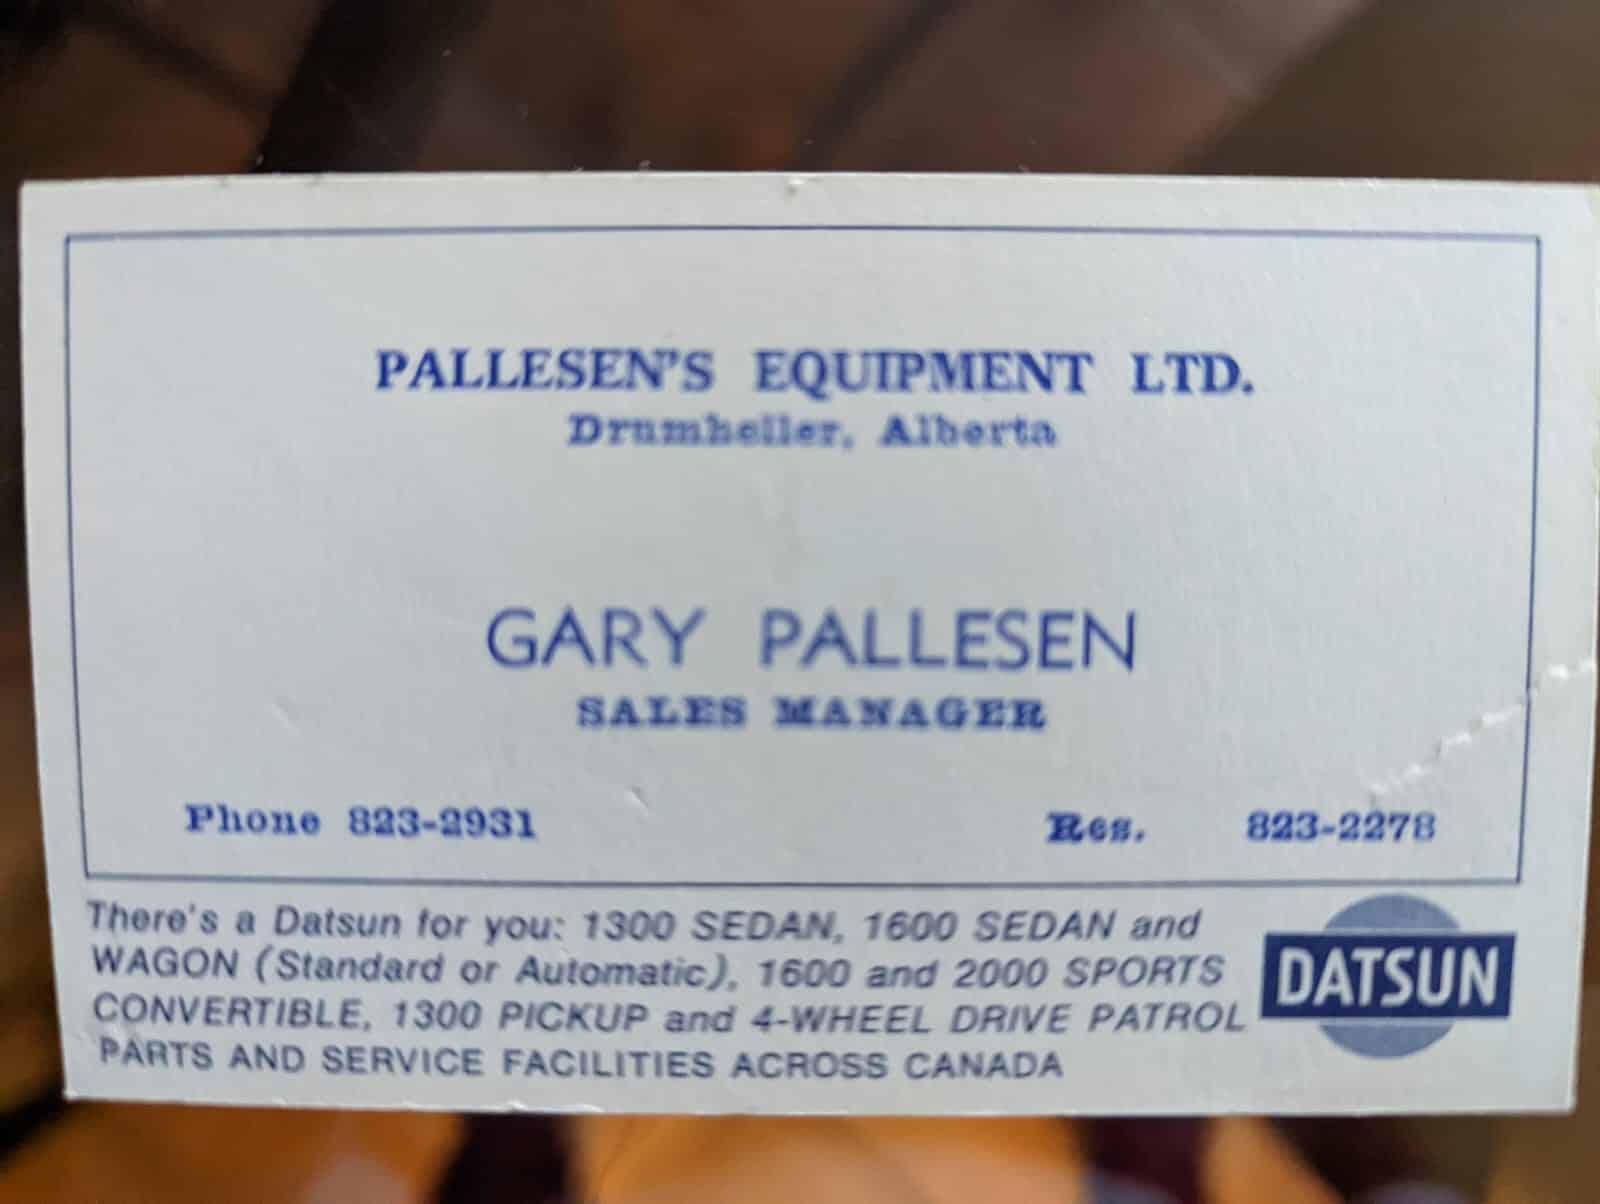 PALLESEN'S EQUIPMENT LTD.
Drumheller, Alberta
GARY PALLESEN
SALES MANAGER
Phone 823-2931
Res. 823-2278
There's a Datsun for you: 1300 SEDAN, 1600 SEDAN and
WAGON (Standard or Automatic), 1600 and 2000 SPORTS
CONVERTIBLE, 1300 PICKUP and 4-WHEEL DRIVE PATROL
PARTS AND SERVICE FACILITIES ACROSS CANADA
DATSUN